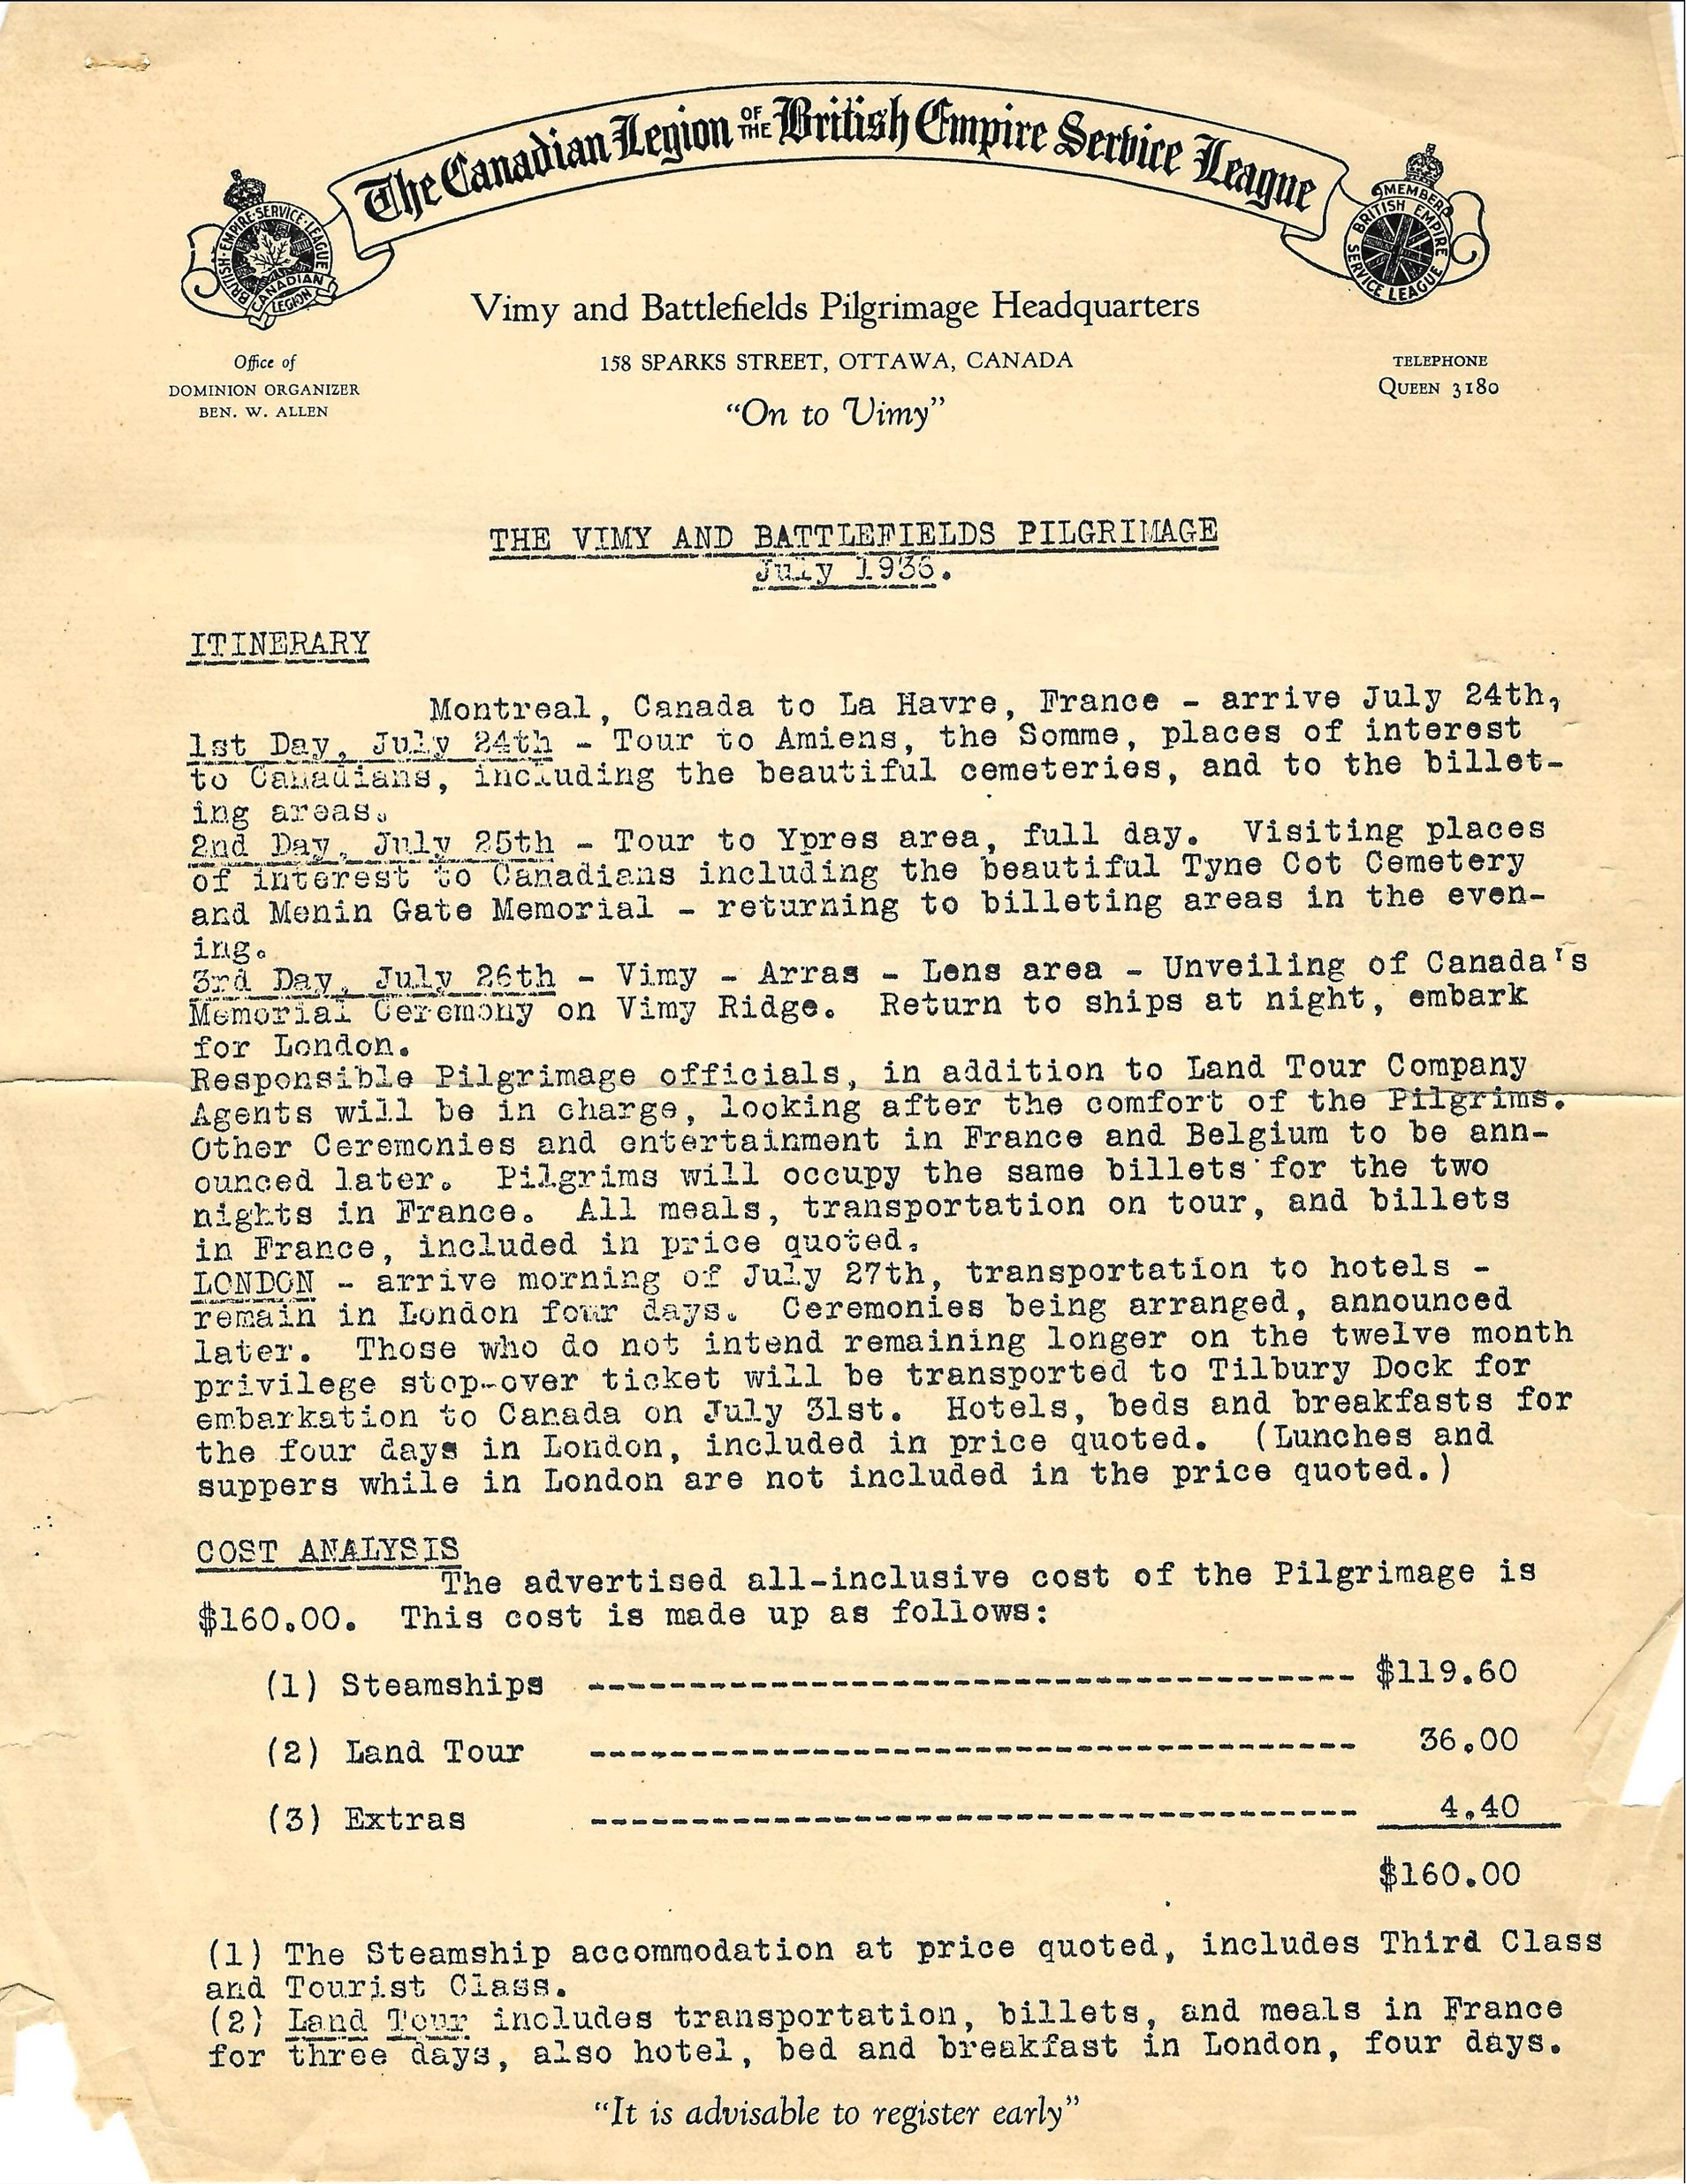 The Canadian Legion OF THE British Empire Service League
BRITISH·EMPIRE·SERVICE·LEAGUE
CANADIAN
LEGION
MEMBER
BRITISH EMPIRE
SERVICE LEAGUE
Vimy and Battlefields Pilgrimage Headquarters
Office of
DOMINION ORGANIZER
BEN. W. ALLEN
158 SPARKS STREET, OTTAWA, CANADA
"On to Vimy"
TELEPHONE
QUEEN 3180
THE VIMY AND BATTLEFIELDS PILGRIMAGE
July 1936.
ITINERARY
Montreal, Canada to La Havre, France - arrive July 24th,
1st Day, July 24th - Tour to Amiens, the Somme, places of interest
to Canadians, including the beautiful cemeteries, and to the billet-
ing areas.
2nd Day, July 25th - Tour to Ypres area, full day. Visiting places
of interest to Canadians including the beautiful Tyne Cot Cemetery
and Menin Gate Memorial - returning to billeting areas in the even-
ing.
3rd Day, July 26th - Vimy - Arras - Lens area - Unveiling of Canada's
Memorial Ceremony on Vimy Ridge. Return to ships at night, embark
for London.
Responsible Pilgrimage officials, in addition to Land Tour Company
Agents will be in charge, looking after the comfort of the Pilgrims.
Other Ceremonies and entertainment in France and Belgium to be ann-
ounced later. Pilgrims will occupy the same billets for the two
nights in France. All meals, transportation on tour, and billets
in France, included in price quoted.
LONDON - arrive morning of July 27th, transportation to hotels -
remain in London four days. Ceremonies being arranged, announced
later. Those who do not intend remaining longer on the twelve month
privilege stop-over ticket will be transported to Tilbury Dock for
embarkation to Canada on July 31st. Hotels, beds and breakfasts for
the four days in London, included in price quoted. (Lunches and
suppers while in London are not included in the price quoted.)
COST ANALYSIS
The advertised all-inclusive cost of the Pilgrimage is
$160.00. This cost is made up as follows:
(1) Steamships -------------------------------------- $119.60
(2) Land Tour -------------------------------------- 36.00
(3) Extras -------------------------------------- 4.40
$160.00
(1) The Steamship accommodation at price quoted, includes Third Class
and Tourist Class.
(2) Land Tour includes transportation, billets, and meals in France
for three days, also hotel, bed and breakfast in London, four days.
"It is advisable to register early"